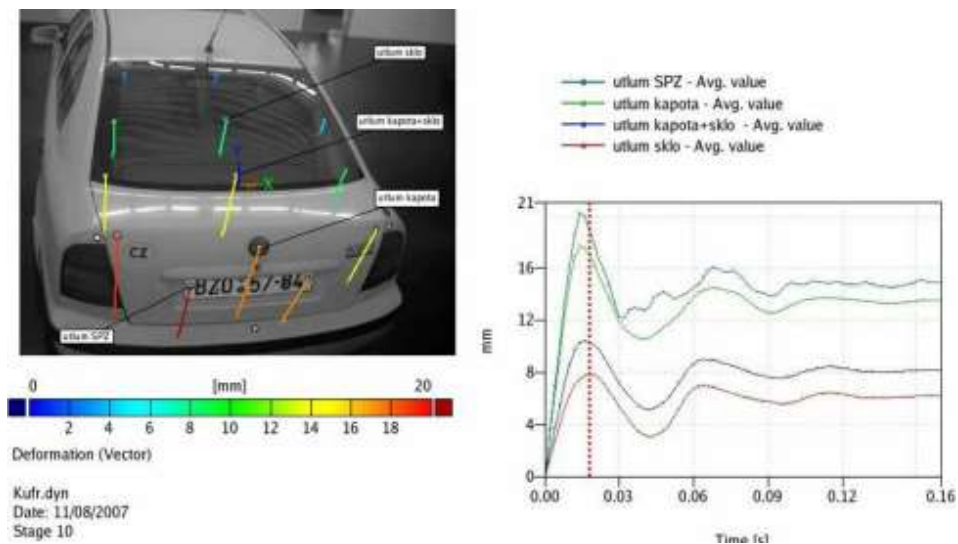 utlum sklo
utlum kapota+sklo
utlum kapota
CZ
utlum SPZ
0 [mm] 20
2 4 6 8 10 12 14 16 18
Deformation (Vector)
Kufr.dyn
Date: 11/08/2007
Stage 10
utlum SPZ - Avg. value
utlum kapota - Avg. value
utlum kapota+sklo - Avg. value
utlum sklo - Avg. value
21
16
12
8
4
0
mm
0.00 0.03 0.06 0.09 0.12 0.16
Time [s]